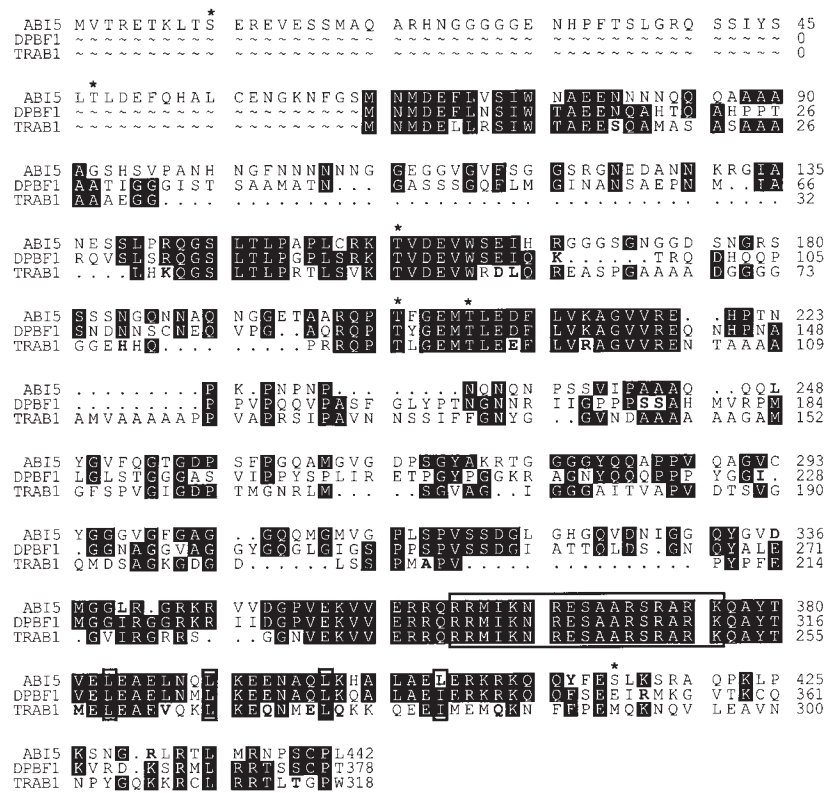 *
ABI5 MVTRETKLTS EREVESSMAQ ARHNGGGGGE NHPFTSLGRQ SSIYS 45
DPBF1 ~~~~~~~~~~ ~~~~~~~~~~ ~~~~~~~~~~ ~~~~~~~~~~ ~~~~~ 0
TRAB1 ~~~~~~~~~~ ~~~~~~~~~~ ~~~~~~~~~~ ~~~~~~~~~~ ~~~~~ 0
*
ABI5 LTLDEFQHAL CENGKNFGSM NMDEFLVSIW NAEENNNNQQ QAAAA 90
DPBF1 ~~~~~~~~~~ ~~~~~~~~~M NMDEFLNSIW TAEENQAHTQ AHPPT 26
TRAB1 ~~~~~~~~~~ ~~~~~~~~~M NMDELLRSIW TAEESQAMAS ASAAA 26
ABI5 AGSHSVPANH NGFNNNNNNG GEGGVGVFSG GSRGNEDANN KRGIA 135
DPBF1 AATIGGGIST SAAMATN... GASSSGQFLM GINANSAEPN M..IA 66
TRAB1 AAAEGG.... .......... .......... .......... ..... 32
*
ABI5 NESSLPRQGS LTLPAPLCRK TVDEVWSEIH RGGGSGNGGD SNGRS 180
DPBF1 RQVSLSRQGS LTLPGPLSRK TVDEVWSEIQ K......TRQ DHQQP 105
TRAB1 ....LHKQGS LTLPRTLSVK TVDEVWRDLQ REASPGAAAA DGGGG 73
* *
ABI5 SSSNGQNNAQ NGGETAARQP TFGEMTLEDF LVKAGVVRE. .HPTN 223
DPBF1 SNDNNSCNEQ VPG..AQRQP TYGEMTLEDF LVKAGVVREQ NHPNA 148
TRAB1 GGEHHQ.... .....PRRQP TLGEMTLEEF LVRAGVVREN TAAAA 109
ABI5 .........P K.PNPNP... .....NQNQN PSSVIPAAAQ ..QQL 248
DPBF1 .........P PVPQQVPASF GLYPTNGNNR IIGPPPSSAH MVRPM 184
TRAB1 AMVAAAAAPP VAPRSIPAVN NSSIFFGNYG ..GVNDAAAA AAGAM 152
ABI5 YGVFQGTGDP SFPGQAMGVG DPSGYAKRTG GGGYQQAPPV QAGVC 293
DPBF1 LGLSTGGGAS VIPPYSPLIR ETPGYPGGKR AGNYQQQPPP YGGI. 228
TRAB1 GFSPVGIGDP TMGNRLM... ...SGVAG.I GGGAITVAPV DTSVG 190
ABI5 YGGGVGFGAG ..GQQMGMVG PLSPVSSDGL GHGQVDNIGG QYGVD 336
DPBF1 .GGNAGGVAG GYGQGLGIGS PPSPVSSDGI ATTQLDS.GN QYALE 271
TRAB1 QMDSAGKGDG D......LSS PMAPV..... .......... PYPFE 214
ABI5 MGGLR.GRKR VVDGPVEKVV ERRQRRMIKN RESAARSRAR KQAYT 380
DPBF1 MGGIRGGRKR IIDGPVEKVV ERRQRRMIKN RESAARSRAR KQAYT 316
TRAB1 .GVIRGRRS. ..GGNVEKVV ERRQRRMIKN RESAARSRAR KQAYT 255
*
ABI5 VELEAELNQL KEENAQLKHA LAELERKRKQ QYFESLKSRA QPKLP 425
DPBF1 VELEAELNML KEENAQLKQA LAEIERKRKQ QFSEEIRMKG VTKCQ 361
TRAB1 MELEAEVQKL KEQNMELQKK QEEIMEMQKN FFPEMQKNQV LEAVN 300
ABI5 KSNG.RLRTL MRNPSCPL442
DPBF1 KVRD.KSRML RRTSSCPT378
TRAB1 NPYGQKKRCL RRTLTGPW318